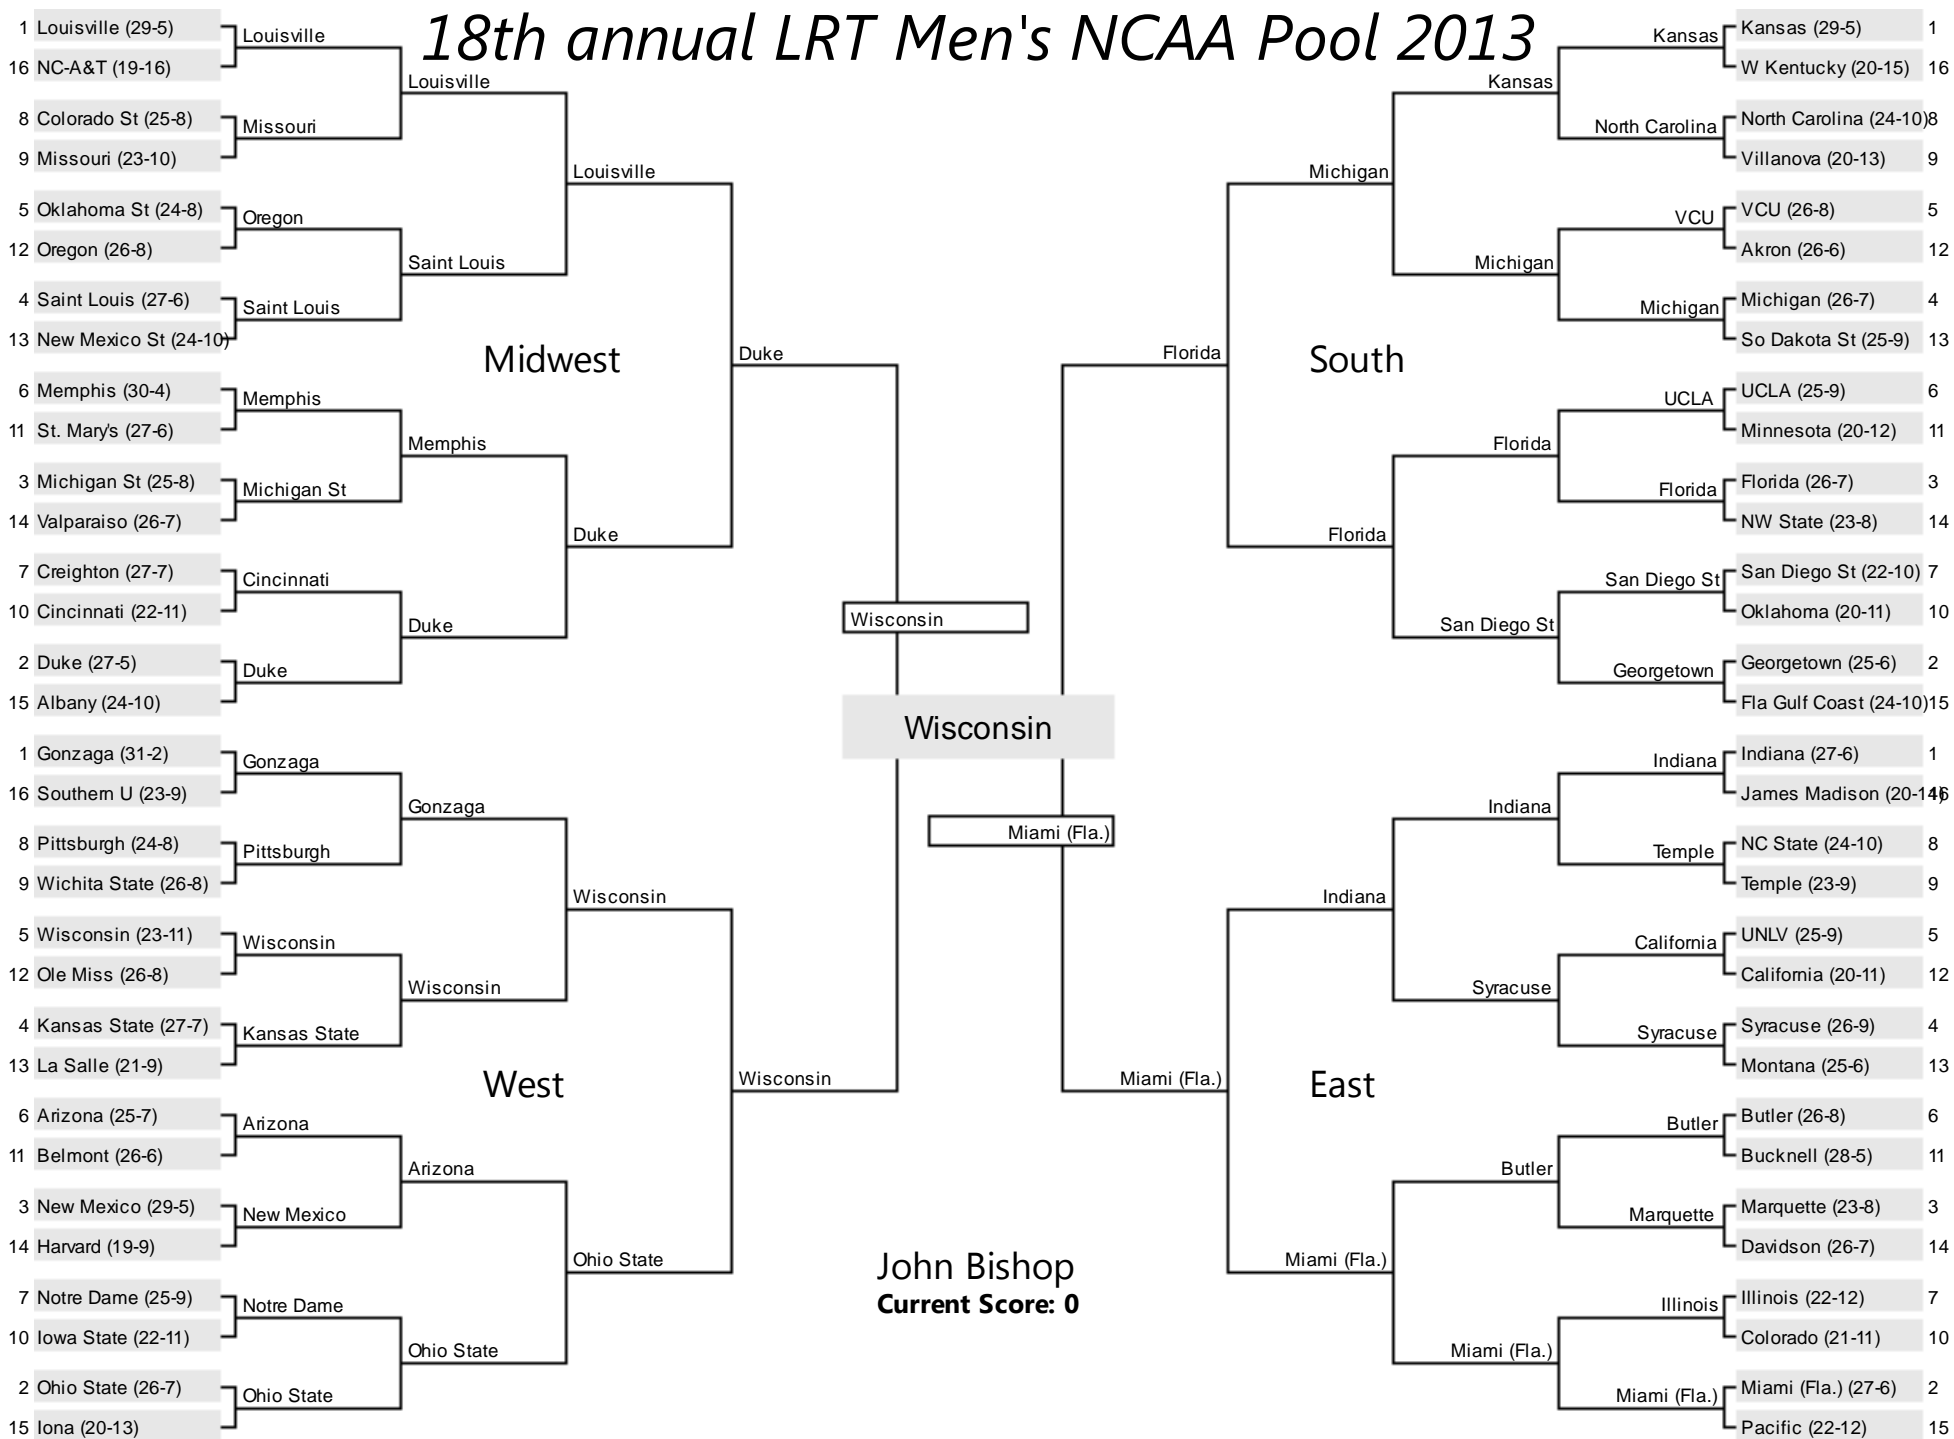 18th annual LRT Men's NCAA Pool 2013
1 Louisville (29-5)
16 NC-A&T (19-16)
8 Colorado St (25-8)
9 Missouri (23-10)
5 Oklahoma St (24-8)
12 Oregon (26-8)
4 Saint Louis (27-6)
13 New Mexico St (24-10)
6 Memphis (30-4)
11 St. Mary's (27-6)
3 Michigan St (25-8)
14 Valparaiso (26-7)
7 Creighton (27-7)
10 Cincinnati (22-11)
2 Duke (27-5)
15 Albany (24-10)
Louisville
Missouri
Oregon
Saint Louis
Memphis
Michigan St
Cincinnati
Duke
Louisville
Saint Louis
Memphis
Duke
Louisville
Duke
Midwest
Duke
1 Gonzaga (31-2)
16 Southern U (23-9)
8 Pittsburgh (24-8)
9 Wichita State (26-8)
5 Wisconsin (23-11)
12 Ole Miss (26-8)
4 Kansas State (27-7)
13 La Salle (21-9)
6 Arizona (25-7)
11 Belmont (26-6)
3 New Mexico (29-5)
14 Harvard (19-9)
7 Notre Dame (25-9)
10 Iowa State (22-11)
2 Ohio State (26-7)
15 Iona (20-13)
Gonzaga
Pittsburgh
Wisconsin
Kansas State
Arizona
New Mexico
Notre Dame
Ohio State
Gonzaga
Wisconsin
Arizona
Ohio State
Wisconsin
Ohio State
West
Wisconsin
Wisconsin
Wisconsin
Miami (Fla.)
John Bishop
Current Score: 0
Florida
South
Michigan
Florida
Kansas
Michigan
Florida
San Diego St
Kansas
North Carolina
VCU
Michigan
UCLA
Florida
San Diego St
Georgetown
Kansas (29-5) 1
W Kentucky (20-15) 16
North Carolina (24-10) 8
Villanova (20-13) 9
VCU (26-8) 5
Akron (26-6) 12
Michigan (26-7) 4
So Dakota St (25-9) 13
UCLA (25-9) 6
Minnesota (20-12) 11
Florida (26-7) 3
NW State (23-8) 14
San Diego St (22-10) 7
Oklahoma (20-11) 10
Georgetown (25-6) 2
Fla Gulf Coast (24-10) 15
Miami (Fla.)
East
Indiana
Miami (Fla.)
Indiana
Syracuse
Butler
Miami (Fla.)
Indiana
Temple
California
Syracuse
Butler
Marquette
Illinois
Miami (Fla.)
Indiana (27-6) 1
James Madison (20-14) 16
NC State (24-10) 8
Temple (23-9) 9
UNLV (25-9) 5
California (20-11) 12
Syracuse (26-9) 4
Montana (25-6) 13
Butler (26-8) 6
Bucknell (28-5) 11
Marquette (23-8) 3
Davidson (26-7) 14
Illinois (22-12) 7
Colorado (21-11) 10
Miami (Fla.) (27-6) 2
Pacific (22-12) 15